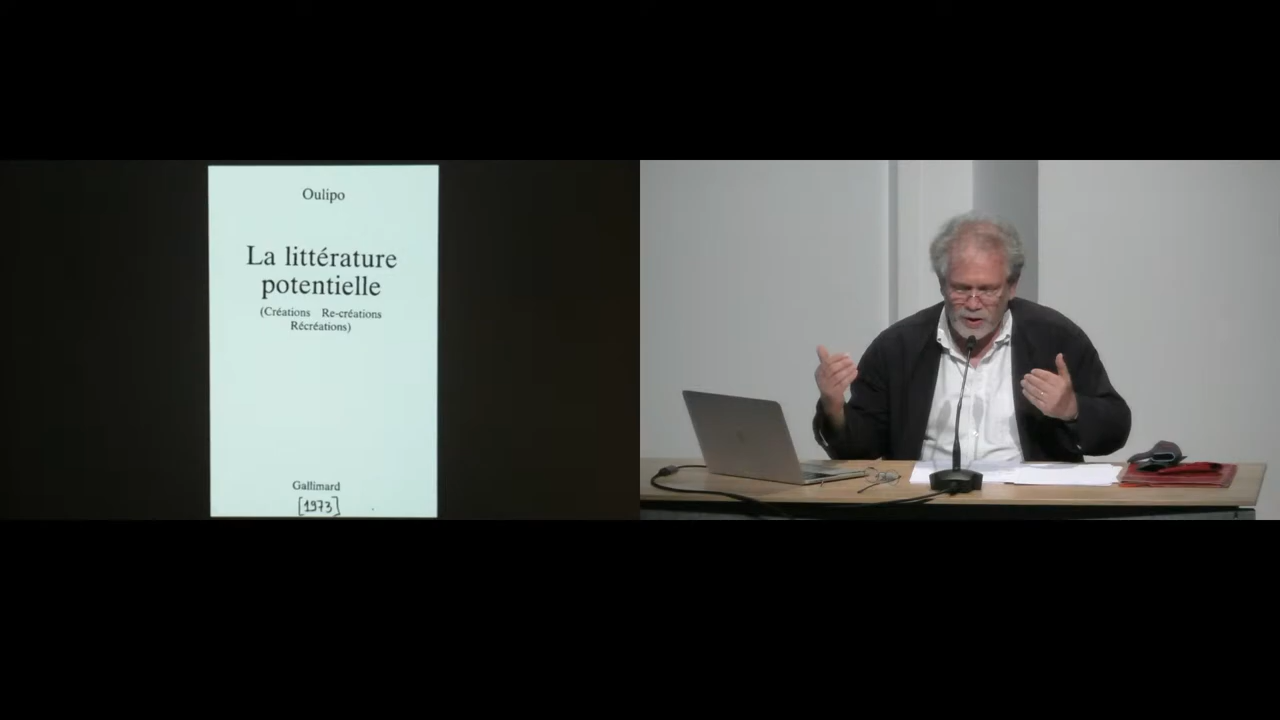 Oulipo
La littérature
potentielle
(Créations Re-créations
Récréations)
Gallimard
[1973]